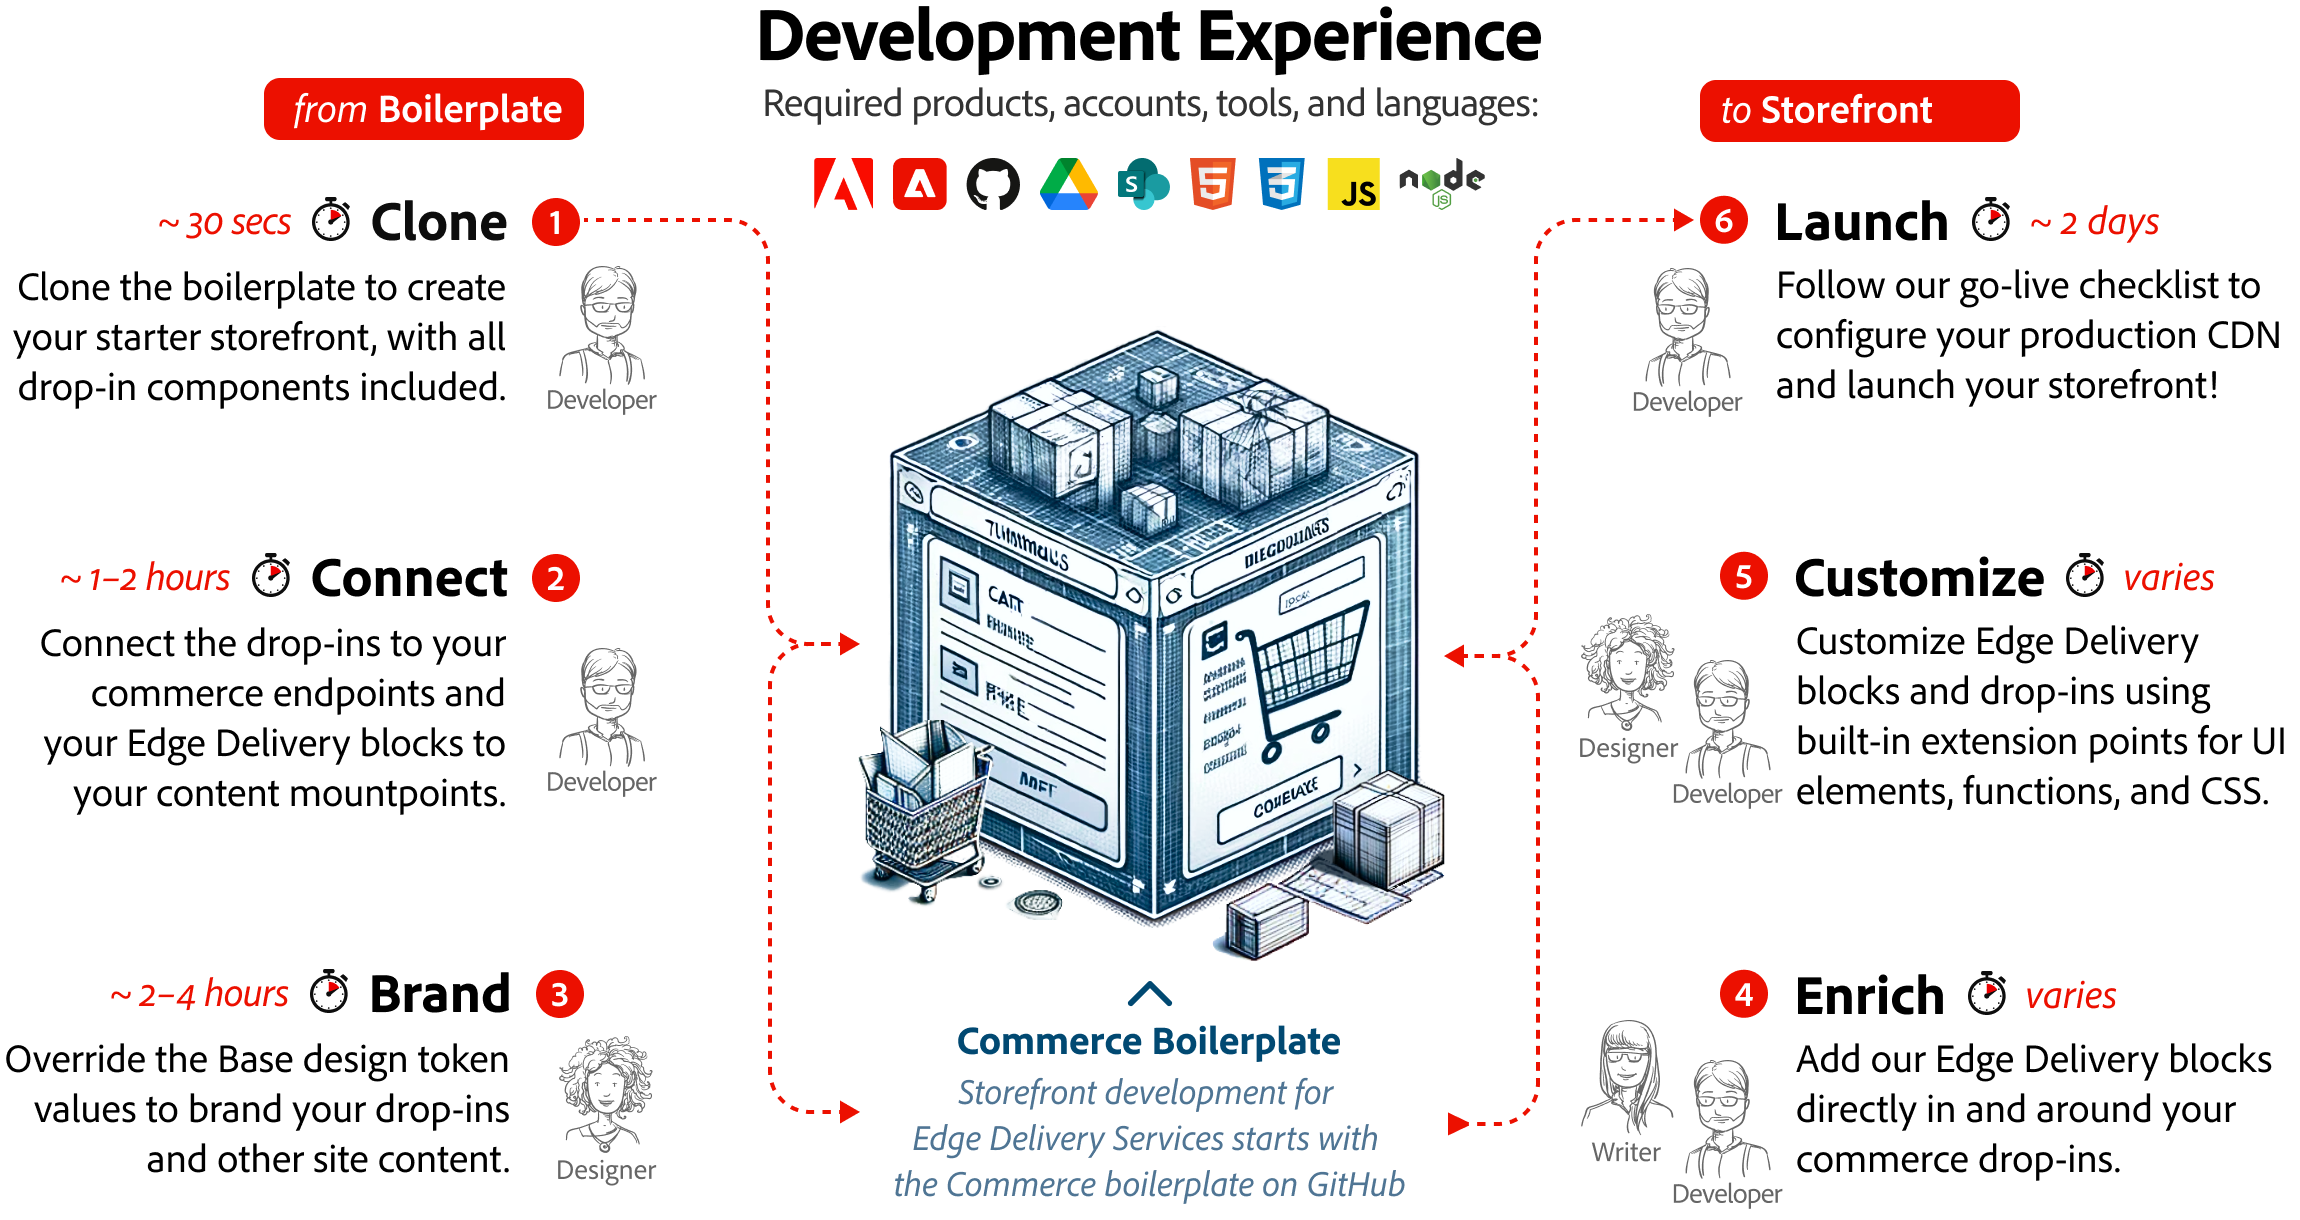 Development Experience
Required products, accounts, tools, and languages:
from Boilerplate
to Storefront
S
5
3
JS
node
JS
~ 30 secs Clone 1
Clone the boilerplate to create
your starter storefront, with all
drop-in components included.
Developer
~ 1–2 hours Connect 2
Connect the drop-ins to your
commerce endpoints and
your Edge Delivery blocks to
your content mountpoints.
Developer
~ 2–4 hours Brand 3
Override the Base design token
values to brand your drop-ins
and other site content.
Designer
CART
Commerce Boilerplate
Storefront development for
Edge Delivery Services starts with
the Commerce boilerplate on GitHub
4 Enrich varies
Add our Edge Delivery blocks
directly in and around your
commerce drop-ins.
Writer
Developer
5 Customize varies
Customize Edge Delivery
blocks and drop-ins using
built-in extension points for UI
elements, functions, and CSS.
Designer
Developer
6 Launch ~ 2 days
Follow our go-live checklist to
configure your production CDN
and launch your storefront!
Developer